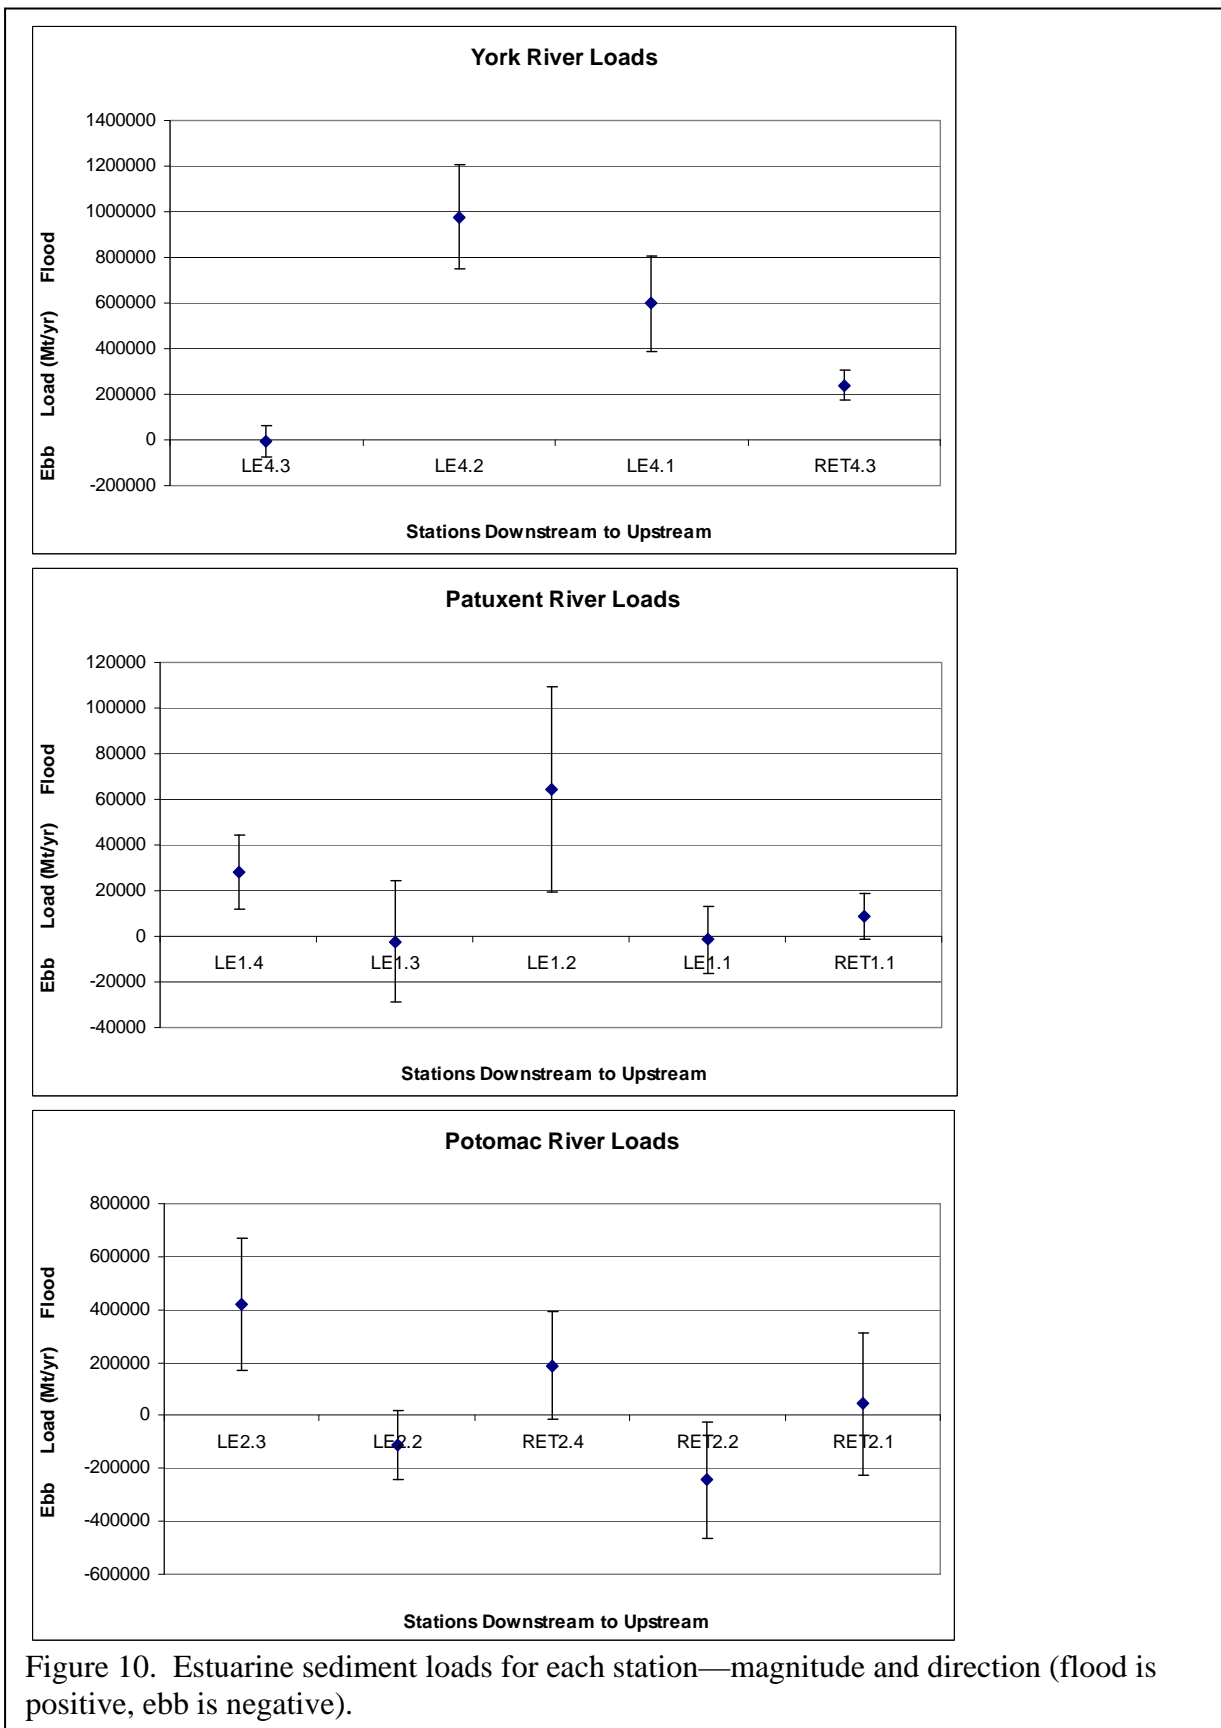 York River Loads
1400000
1200000
1000000
800000
600000
400000
200000
0
-200000
Ebb Load (Mt/yr) Flood
LE4.3 LE4.2 LE4.1 RET4.3
Stations Downstream to Upstream
Patuxent River Loads
120000
100000
80000
60000
40000
20000
0
-20000
-40000
Ebb Load (Mt/yr) Flood
LE1.4 LE1.3 LE1.2 LE1.1 RET1.1
Stations Downstream to Upstream
Potomac River Loads
800000
600000
400000
200000
0
-200000
-400000
-600000
Ebb Load (Mt/yr) Flood
LE2.3 LE2.2 RET2.4 RET2.2 RET2.1
Stations Downstream to Upstream
Figure 10. Estuarine sediment loads for each station—magnitude and direction (flood is
positive, ebb is negative).